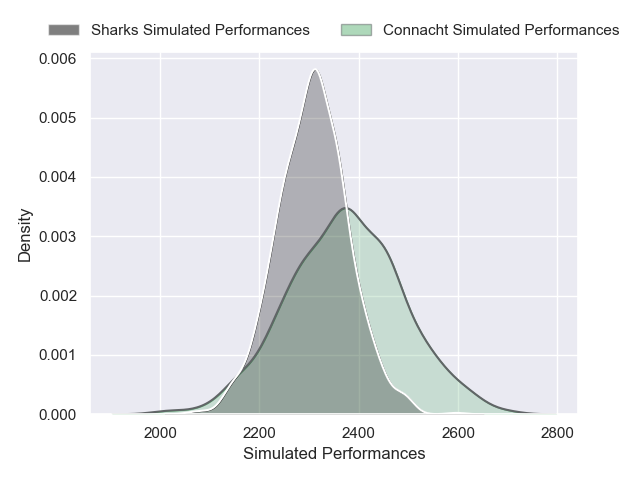 Sharks Simulated Performances Connacht Simulated Performances
0.006
0.005
0.004
0.003
0.002
0.001
0.000
Density
2000 2200 2400 2600 2800
Simulated Performances